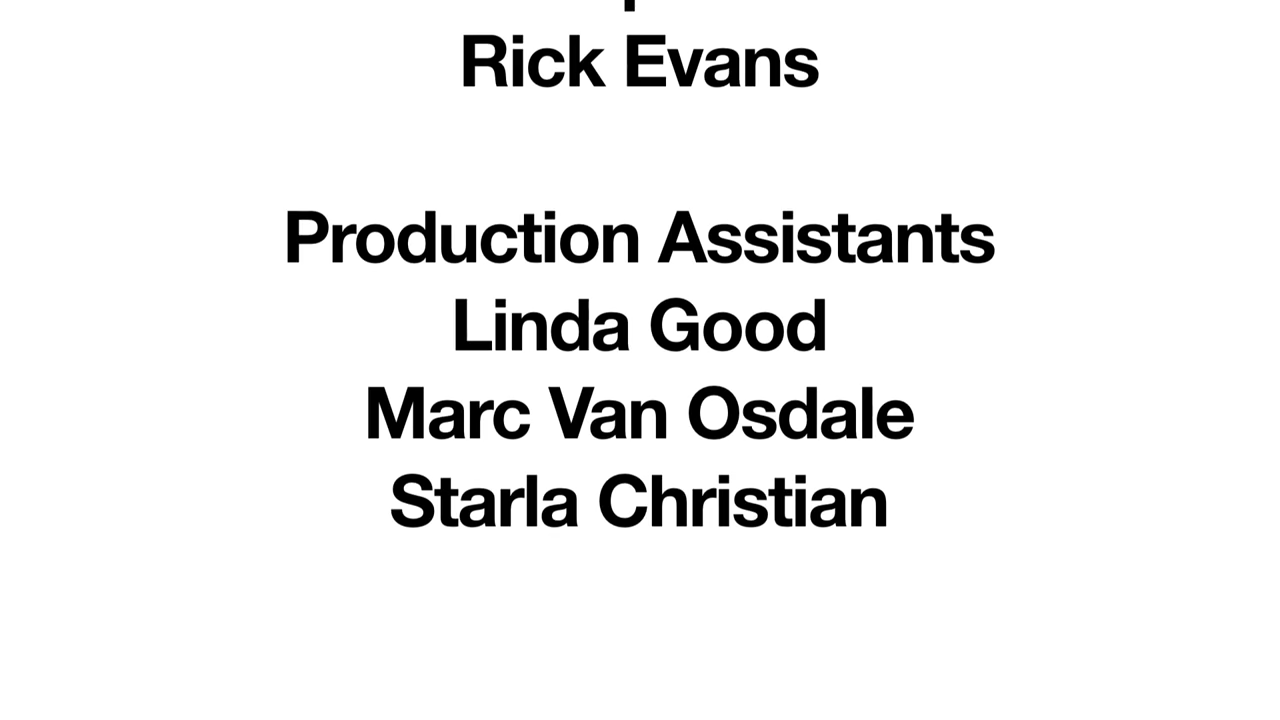 Rick Evans
Production Assistants
Linda Good
Marc Van Osdale
Starla Christian